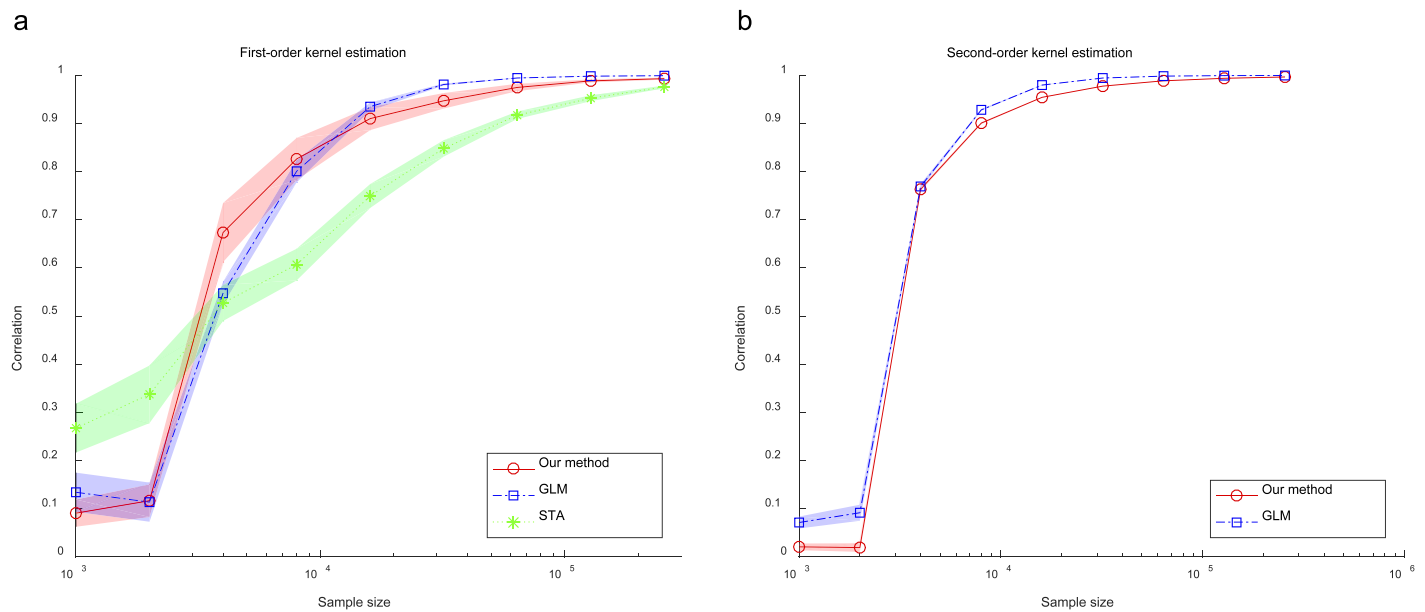 a
First-order kernel estimation
1
0.9
0.8
0.7
0.6
0.5
0.4
0.3
0.2
0.1
0
Correlation
10 3
10 4
10 5
Sample size
Our method
GLM
STA
b
Second-order kernel estimation
1
0.9
0.8
0.7
0.6
0.5
0.4
0.3
0.2
0.1
0
Correlation
10 3
10 4
10 5
10 6
Sample size
Our method
GLM